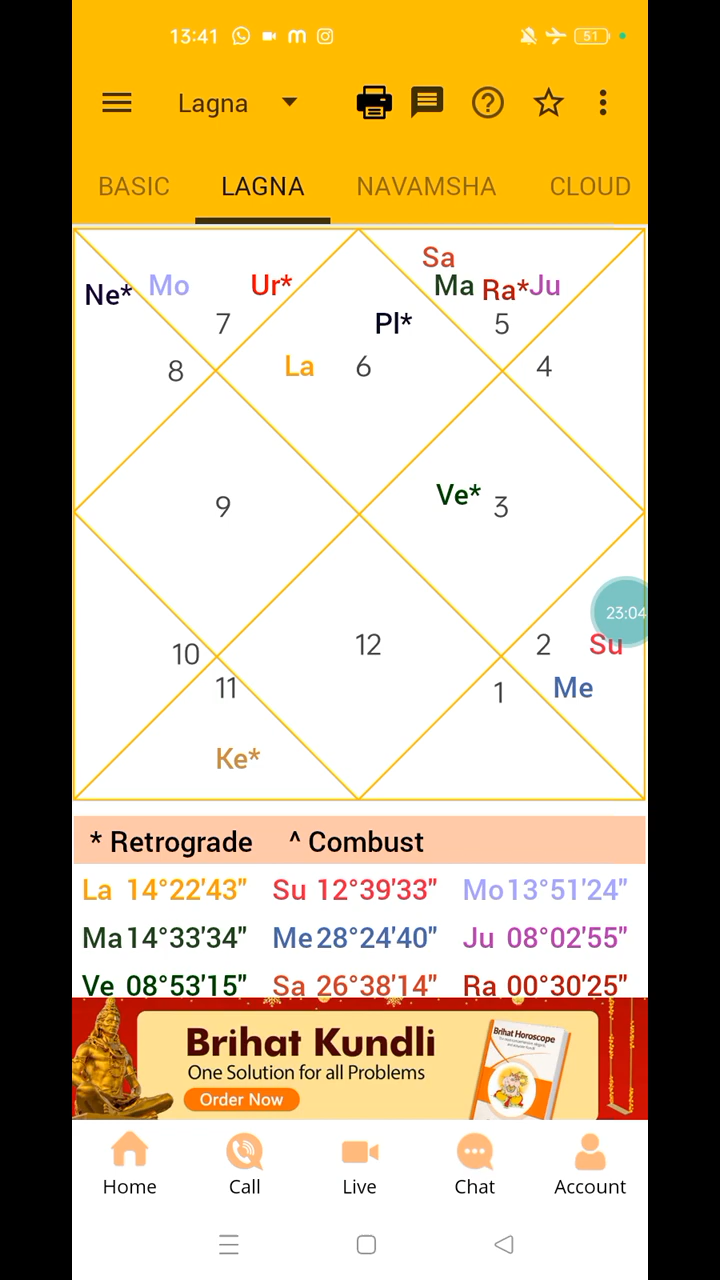 13:41 51
Lagna
BASIC LAGNA NAVAMSHA CLOUD
Sa
Ne* Mo Ur* Ma Ra* Ju
7 Pl* 5
8 La 6 4
9 Ve* 3
23:04
10 12 2 Su
11 1 Me
Ke*
* Retrograde ^ Combust
La 14°22'43" Su 12°39'33" Mo 13°51'24"
Ma 14°33'34" Me 28°24'40" Ju 08°02'55"
Ve 08°53'15" Sa 26°38'14" Ra 00°30'25"
Brihat Kundli
One Solution for all Problems
Order Now
Brihat Horoscope
Home Call Live Chat Account